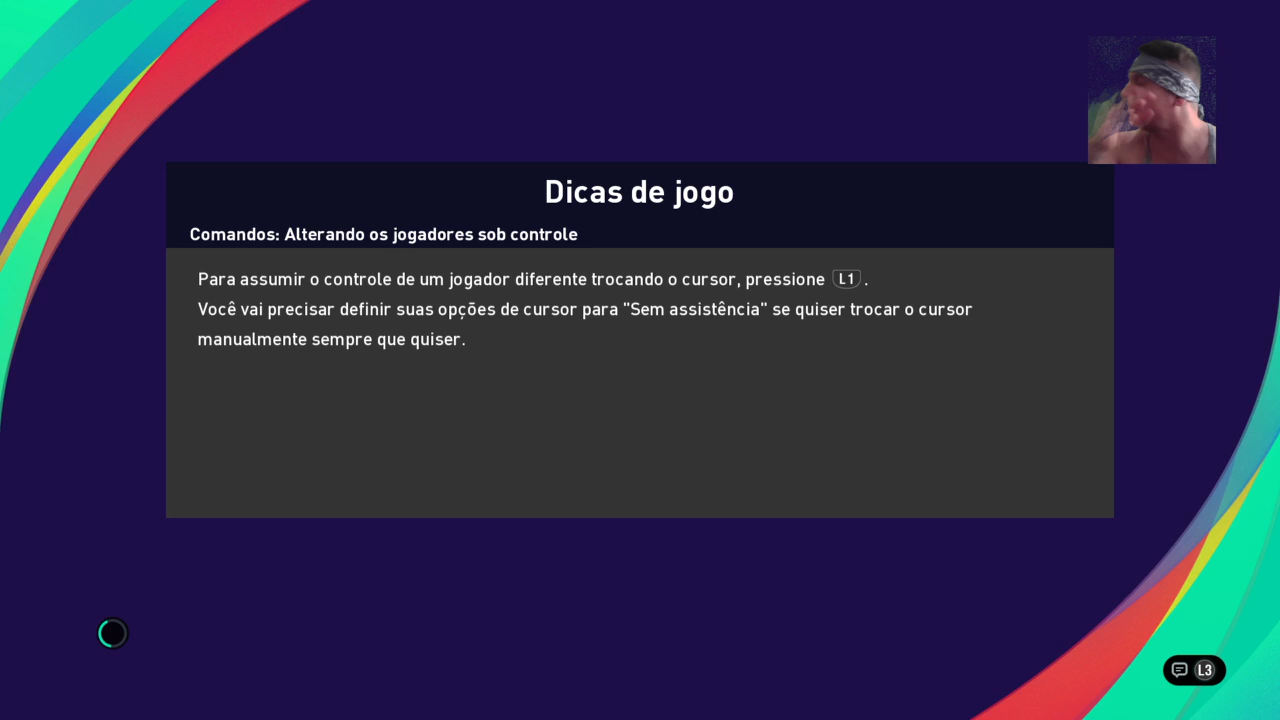 Dicas de jogo
Comandos: Alterando os jogadores sob controle
Para assumir o controle de um jogador diferente trocando o cursor, pressione L1.
Você vai precisar definir suas opções de cursor para "Sem assistência" se quiser trocar o cursor
manualmente sempre que quiser.
L3